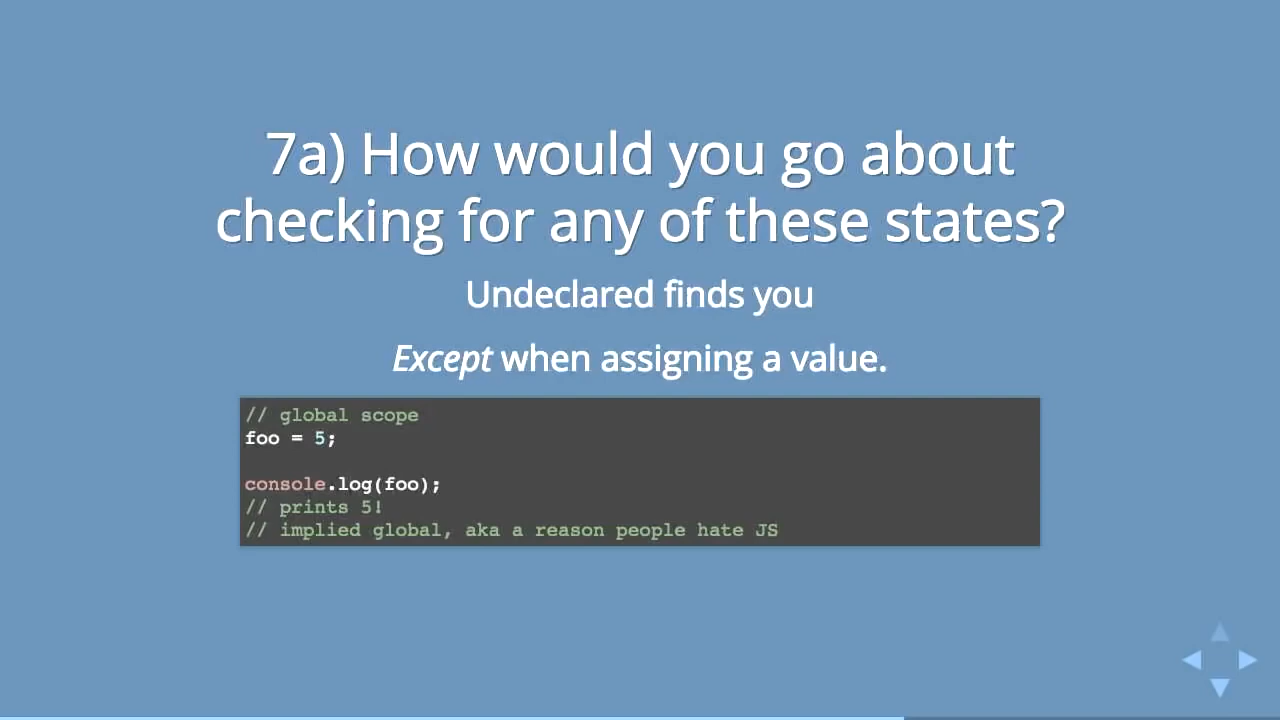 7a) How would you go about
checking for any of these states?
Undeclared finds you
Except when assigning a value.
// global scope
foo = 5;
console.log(foo);
// prints 5!
// implied global, aka a reason people hate JS